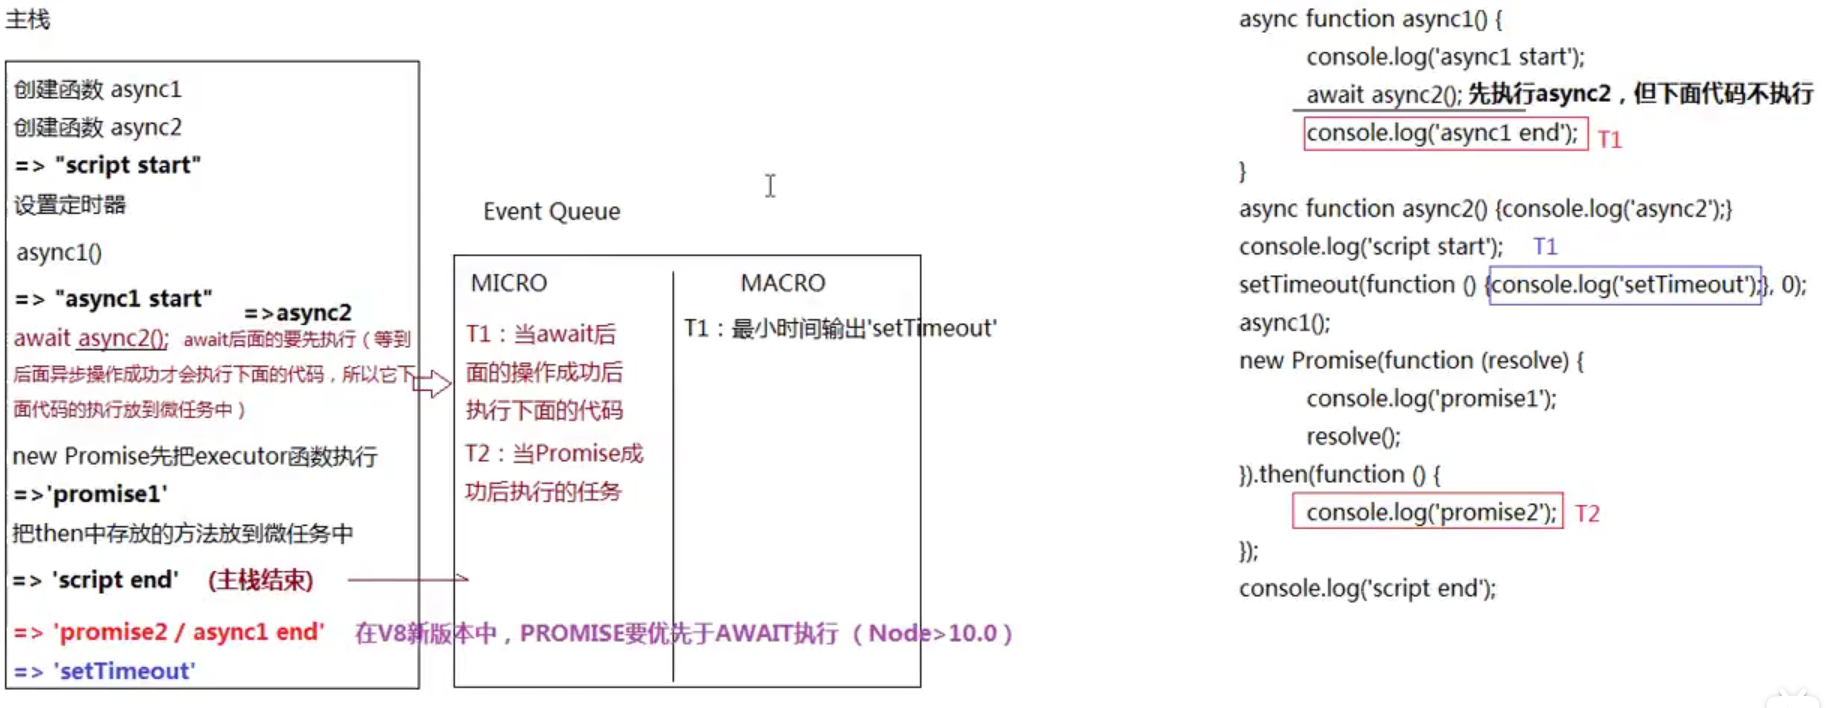 主栈
创建函数 async1
创建函数 async2
=> "script start"
设置定时器
async1()
=> "async1 start"
=>async2
await async2(); await后面的要先执行（等到
后面异步操作成功才会执行下面的代码，所以它下
面代码的执行放到微任务中）
new Promise先把executor函数执行
=>'promise1'
把then中存放的方法放到微任务中
=> 'script end' (主栈结束)
=> 'promise2 / async1 end' 在V8新版本中，PROMISE要优先于AWAIT执行（Node>10.0）
=> 'setTimeout'
Event Queue
MICRO
T1：当await后
面的操作成功后
执行下面的代码
T2：当Promise成
功后执行的任务
MACRO
T1：最小时间输出'setTimeout'
async function async1() {
console.log('async1 start');
await async2(); 先执行async2，但下面代码不执行
console.log('async1 end'); T1
}
async function async2() {console.log('async2');}
console.log('script start'); T1
setTimeout(function () {console.log('setTimeout');}, 0);
async1();
new Promise(function (resolve) {
console.log('promise1');
resolve();
}).then(function () {
console.log('promise2'); T2
});
console.log('script end');